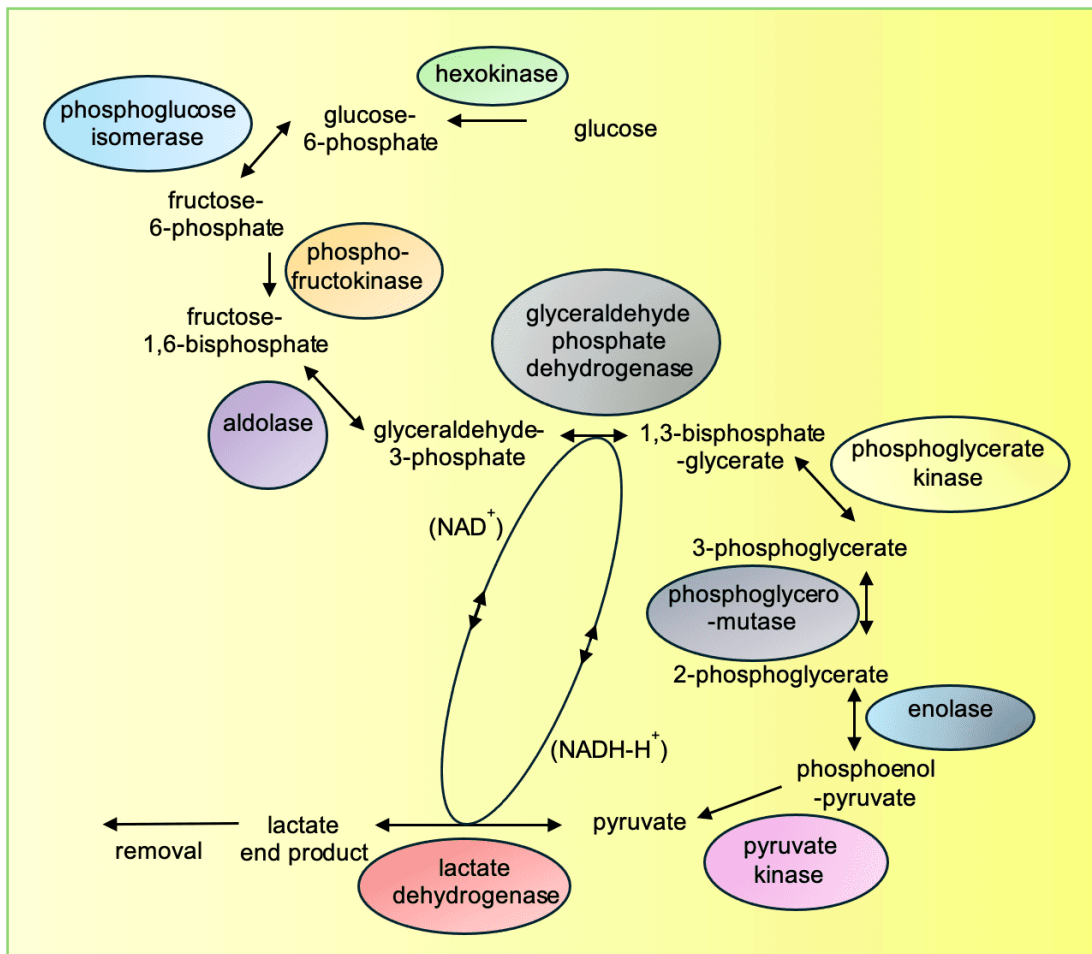 hexokinase
phosphoglucose
isomerase
glucose-
6-phosphate
glucose
fructose-
6-phosphate
phospho-
fructokinase
fructose-
1,6-bisphosphate
glyceraldehyde
phosphate
dehydrogenase
aldolase
glyceraldehyde-
3-phosphate
1,3-bisphosphate
-glycerate
phosphoglycerate
kinase
(NAD+)
3-phosphoglycerate
phosphoglycero
-mutase
2-phosphoglycerate
enolase
(NADH-H+)
phosphoenol
-pyruvate
pyruvate
lactate
end product
removal
pyruvate
kinase
lactate
dehydrogenase